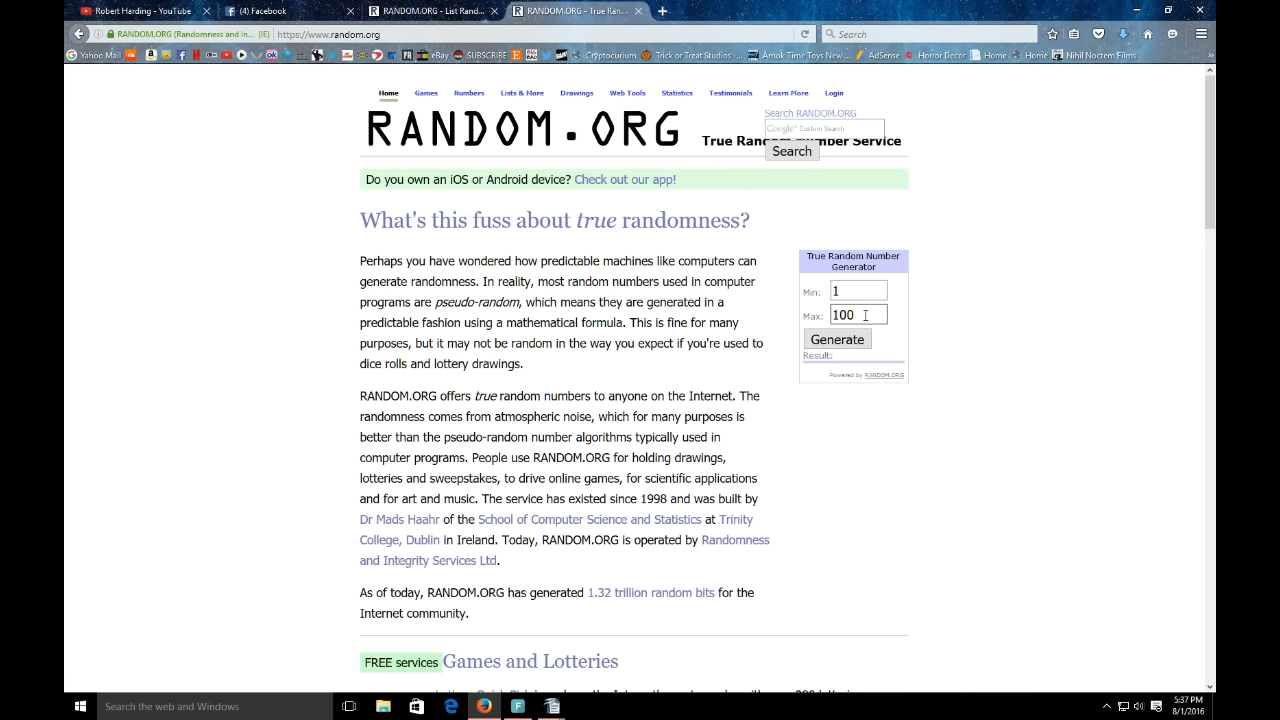 Robert Harding - YouTube
(4) Facebook
RANDOM.ORG - List Rand...
RANDOM.ORG - True Ran...
RANDOM.ORG (Randomness and In... (IE)
https://www.random.org
Search
Yahoo Mail
eBay
SUBSCRIBE
Cryptocurium
Trick or Treat Studios -...
Amok Time Toys New...
AdSense
Horror Decor
Home
Home
Nihil Noctem Films
Home
Games
Numbers
Lists & More
Drawings
Web Tools
Statistics
Testimonials
Learn More
Login
Search RANDOM.ORG
Google™ Custom Search
RANDOM.ORG
True Random Number Service
Search
Do you own an iOS or Android device? Check out our app!
What's this fuss about true randomness?
Perhaps you have wondered how predictable machines like computers can
generate randomness. In reality, most random numbers used in computer
programs are pseudo-random, which means they are generated in a
predictable fashion using a mathematical formula. This is fine for many
purposes, but it may not be random in the way you expect if you're used to
dice rolls and lottery drawings.
True Random Number
Generator
Min: 1
Max: 100
Generate
Result:
Powered by RANDOM.ORG
RANDOM.ORG offers true random numbers to anyone on the Internet. The
randomness comes from atmospheric noise, which for many purposes is
better than the pseudo-random number algorithms typically used in
computer programs. People use RANDOM.ORG for holding drawings,
lotteries and sweepstakes, to drive online games, for scientific applications
and for art and music. The service has existed since 1998 and was built by
Dr Mads Haahr of the School of Computer Science and Statistics at Trinity
College, Dublin in Ireland. Today, RANDOM.ORG is operated by Randomness
and Integrity Services Ltd.
As of today, RANDOM.ORG has generated 1.32 trillion random bits for the
Internet community.
FREE services
Games and Lotteries
Search the web and Windows
5:37 PM
8/1/2016